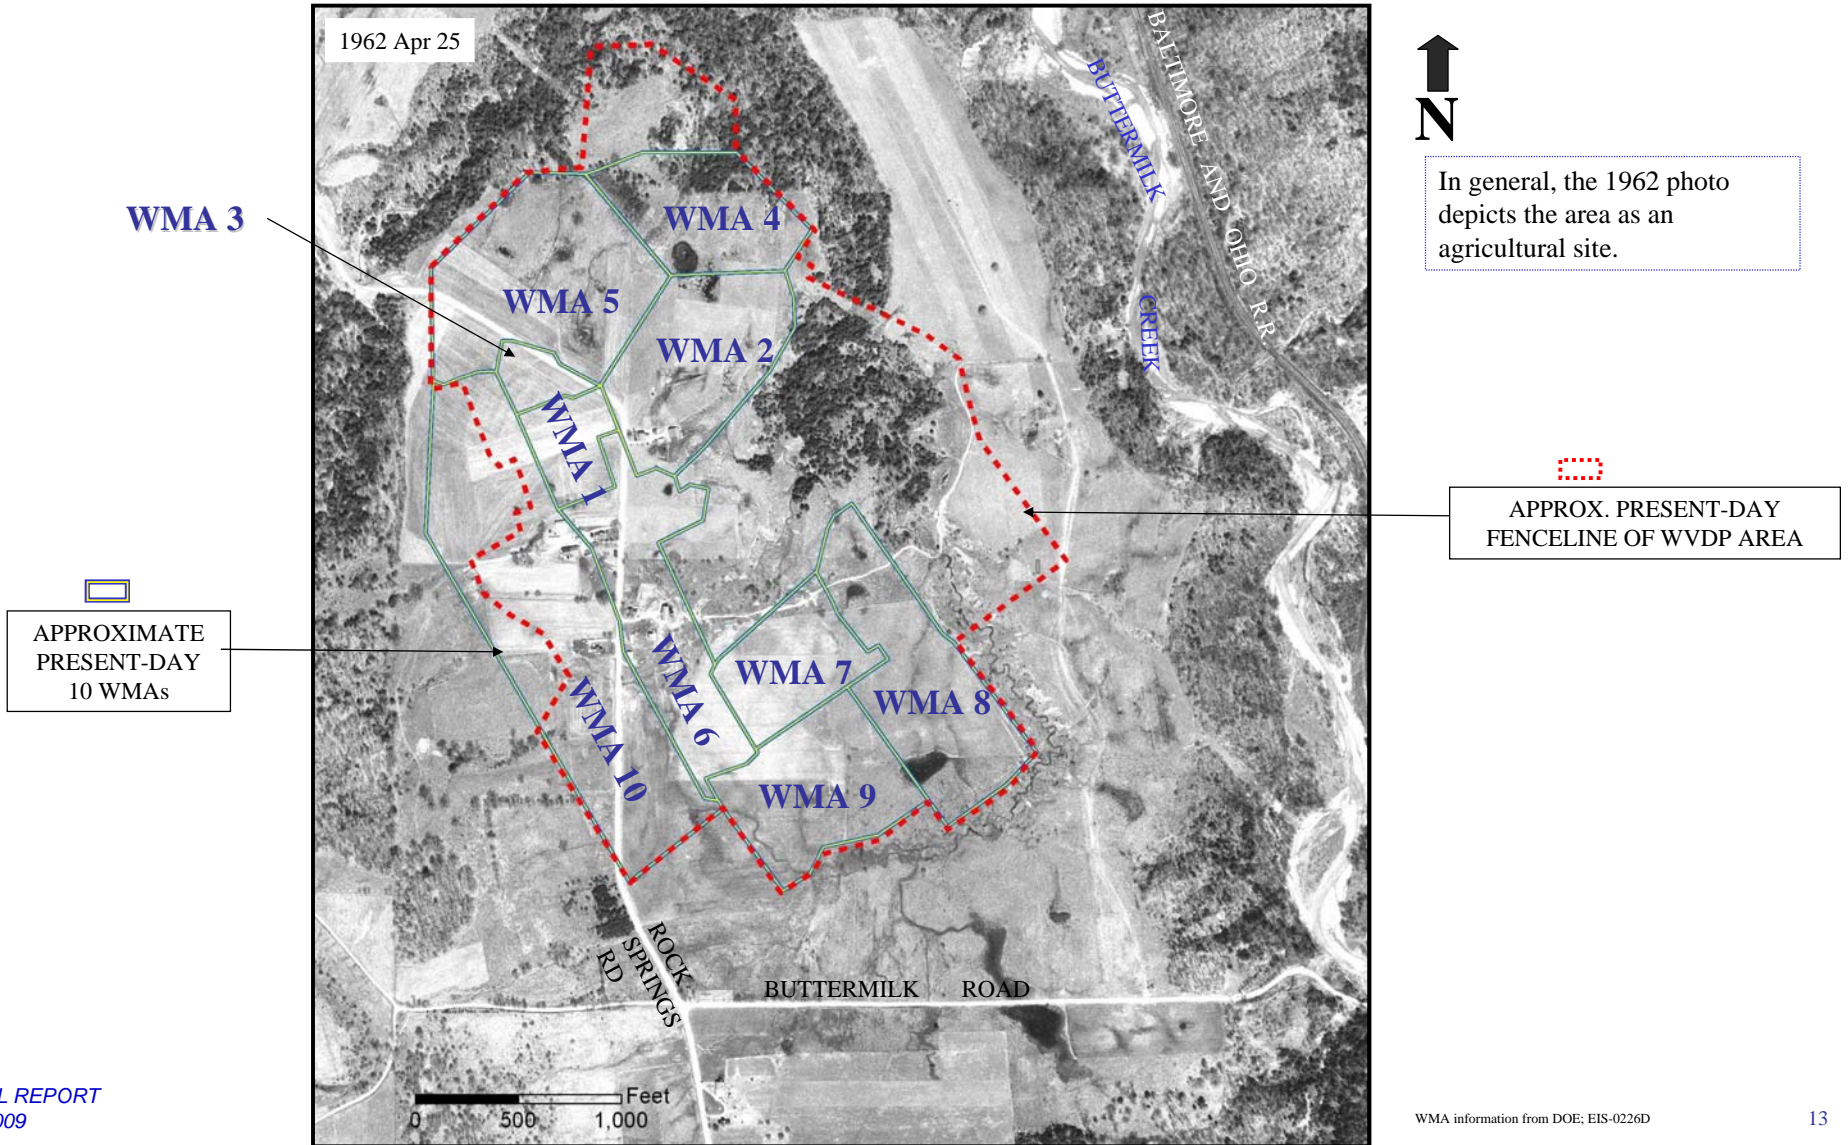 1962 Apr 25
N
In general, the 1962 photo
depicts the area as an
agricultural site.
BALTIMORE AND OHIO R.R.
BUTTERMILK
CREEK
WMA 3
WMA 4
WMA 5
WMA 2
WMA 1
WMA 7
WMA 8
WMA 6
WMA 10
WMA 9
APPROX. PRESENT-DAY
FENCELINE OF WVDP AREA
APPROXIMATE
PRESENT-DAY
10 WMAs
ROCK
SPRINGS
RD
BUTTERMILK ROAD
Feet
0 500 1,000
L REPORT
009
WMA information from DOE; EIS-0226D
13